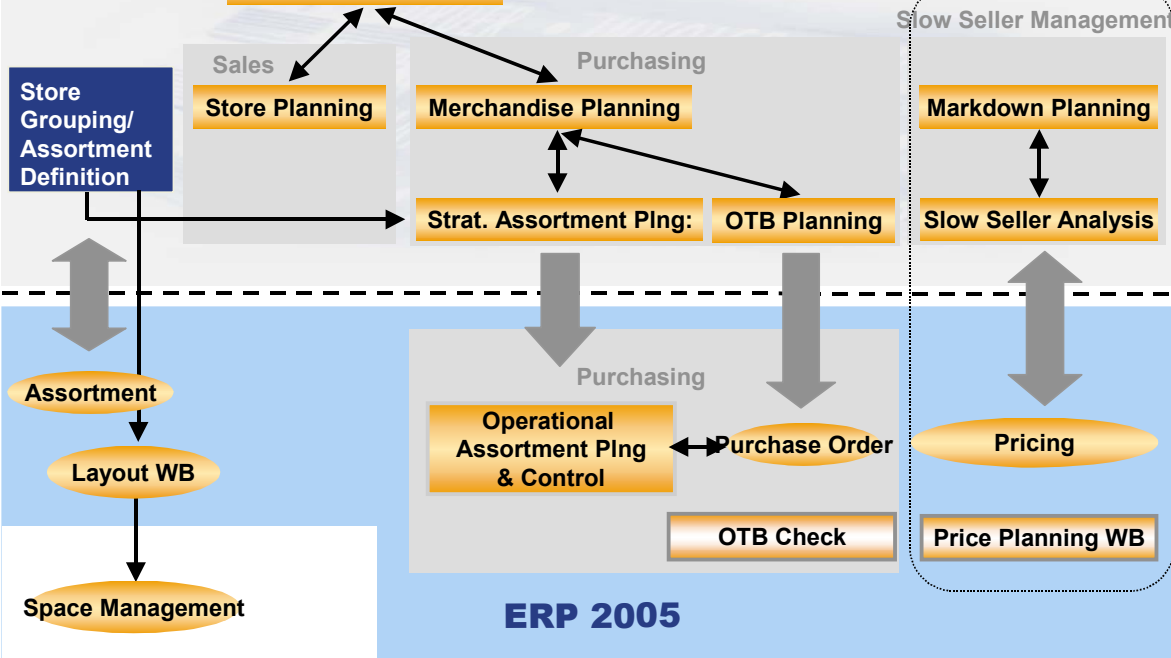 Slow Seller Management
Sales
Purchasing
Store
Grouping/
Assortment
Definition
Store Planning
Merchandise Planning
Markdown Planning
Strat. Assortment Plng:
OTB Planning
Slow Seller Analysis
Purchasing
Assortment
Operational
Assortment Plng
& Control
Purchase Order
Pricing
Layout WB
OTB Check
Price Planning WB
Space Management
ERP 2005